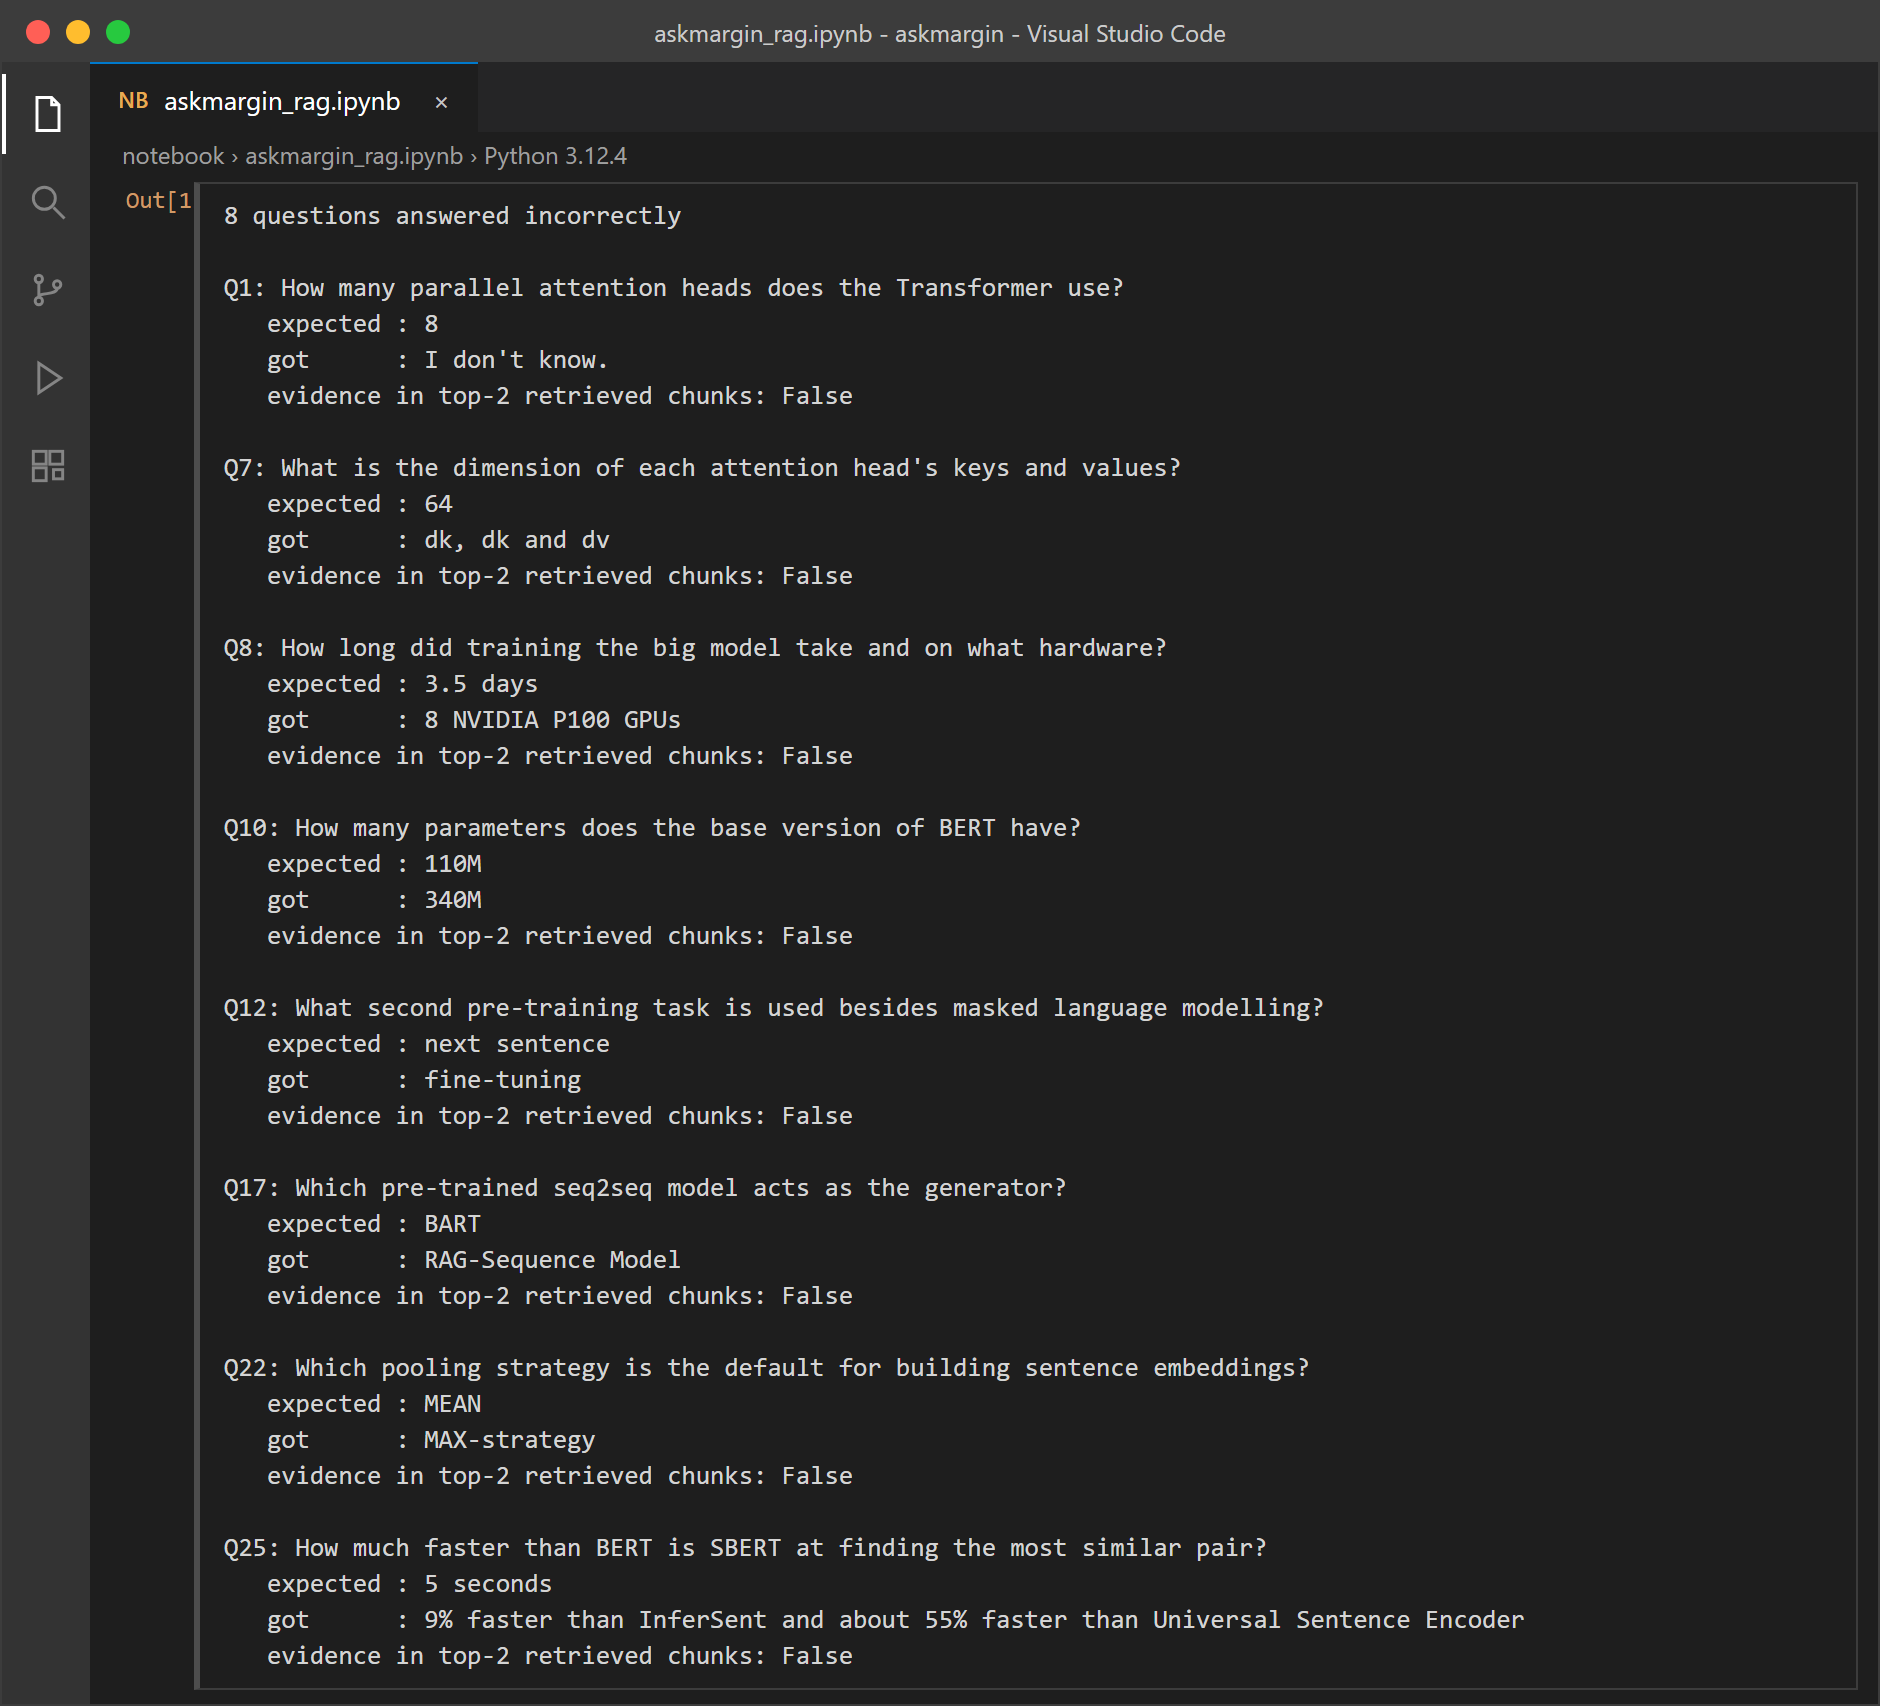 askmargin_rag.ipynb - askmargin - Visual Studio Code
NB askmargin_rag.ipynb ×
notebook › askmargin_rag.ipynb › Python 3.12.4
Out[1
8 questions answered incorrectly
Q1: How many parallel attention heads does the Transformer use?
expected : 8
got : I don't know.
evidence in top-2 retrieved chunks: False
Q7: What is the dimension of each attention head's keys and values?
expected : 64
got : dk, dk and dv
evidence in top-2 retrieved chunks: False
Q8: How long did training the big model take and on what hardware?
expected : 3.5 days
got : 8 NVIDIA P100 GPUs
evidence in top-2 retrieved chunks: False
Q10: How many parameters does the base version of BERT have?
expected : 110M
got : 340M
evidence in top-2 retrieved chunks: False
Q12: What second pre-training task is used besides masked language modelling?
expected : next sentence
got : fine-tuning
evidence in top-2 retrieved chunks: False
Q17: Which pre-trained seq2seq model acts as the generator?
expected : BART
got : RAG-Sequence Model
evidence in top-2 retrieved chunks: False
Q22: Which pooling strategy is the default for building sentence embeddings?
expected : MEAN
got : MAX-strategy
evidence in top-2 retrieved chunks: False
Q25: How much faster than BERT is SBERT at finding the most similar pair?
expected : 5 seconds
got : 9% faster than InferSent and about 55% faster than Universal Sentence Encoder
evidence in top-2 retrieved chunks: False